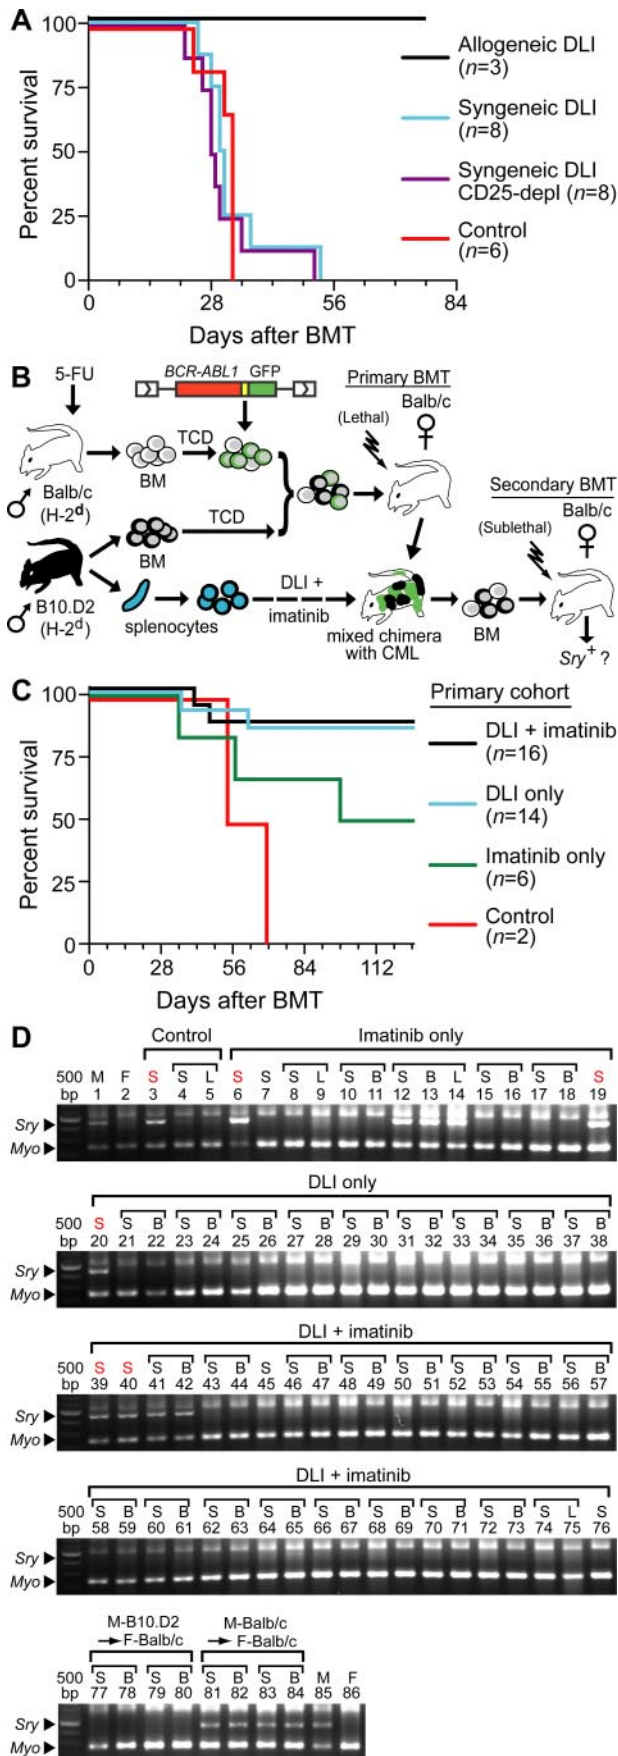 A
Percent survival
100
75
50
25
0
0 28 56 84
Days after BMT
Allogeneic DLI
(n=3)
Syngeneic DLI
(n=8)
Syngeneic DLI
CD25-depl (n=8)
Control
(n=6)
B
5-FU
BCR-ABL1 GFP
Primary BMT
Balb/c
(Lethal)
TCD
BM
♂ Balb/c
(H-2d)
Secondary BMT
Balb/c
(Sublethal)
TCD
BM
♂ B10.D2
(H-2d)
splenocytes
DLI +
imatinib
mixed chimera
with CML
BM
Sry+ ?
C
Percent survival
100
75
50
25
0
0 28 56 84 112
Days after BMT
Primary cohort
DLI + imatinib
(n=16)
DLI only
(n=14)
Imatinib only
(n=6)
Control
(n=2)
D
Control Imatinib only
500 M F S S L S S S L S B S B L S B S B S
bp 1 2 3 4 5 6 7 8 9 10 11 12 13 14 15 16 17 18 19
Sry
Myo
DLI only
500 S S B S B S B S B S B S B S B S B S B
bp 20 21 22 23 24 25 26 27 28 29 30 31 32 33 34 35 36 37 38
Sry
Myo
DLI + imatinib
500 S S S B S B S S B S B S B S B S B S B
bp 39 40 41 42 43 44 45 46 47 48 49 50 51 52 53 54 55 56 57
Sry
Myo
DLI + imatinib
500 S B S B S B S B S B S B S B S B S L S
bp 58 59 60 61 62 63 64 65 66 67 68 69 70 71 72 73 74 75 76
Sry
Myo
M-B10.D2 M-Balb/c
F-Balb/c F-Balb/c
500 S B S B S B S B M F
bp 77 78 79 80 81 82 83 84 85 86
Sry
Myo